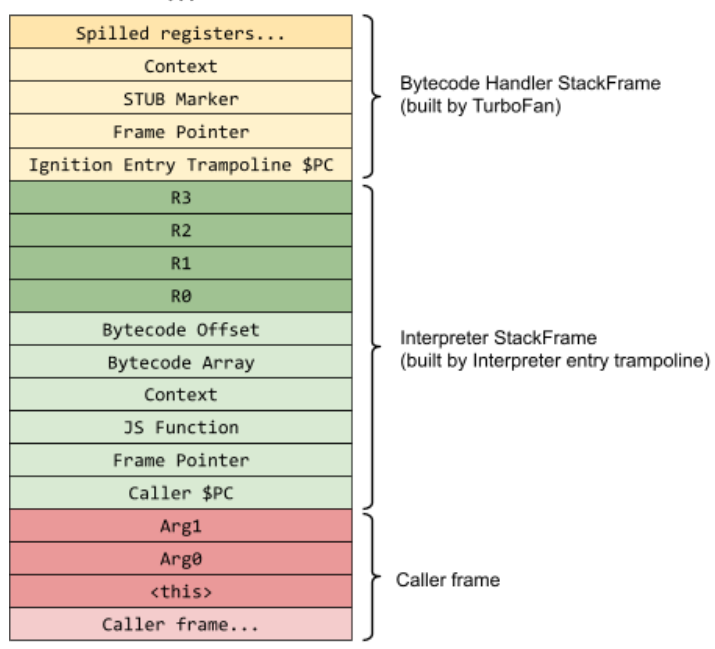 Spilled registers...
Context
STUB Marker
Frame Pointer
Ignition Entry Trampoline $PC
Bytecode Handler StackFrame
(built by TurboFan)
R3
R2
R1
R0
Bytecode Offset
Bytecode Array
Context
JS Function
Frame Pointer
Caller $PC
Interpreter StackFrame
(built by Interpreter entry trampoline)
Arg1
Arg0
<this>
Caller frame...
Caller frame